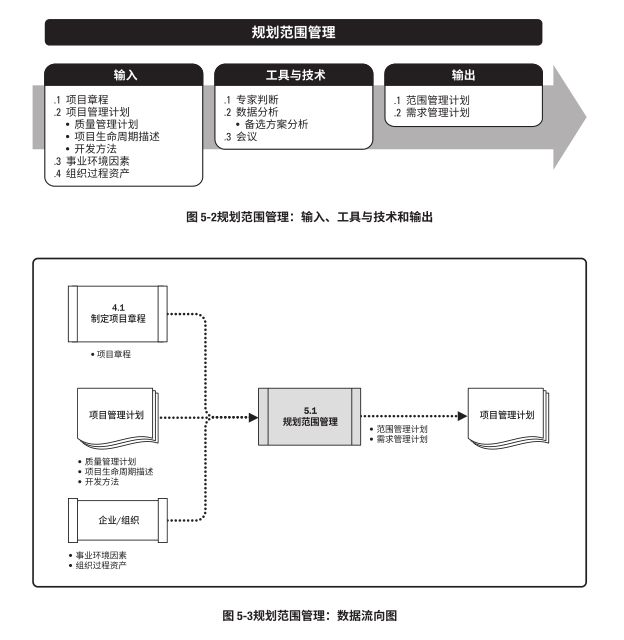 规划范围管理
输入
.1 项目章程
.2 项目管理计划
• 质量管理计划
• 项目生命周期描述
• 开发方法
.3 事业环境因素
.4 组织过程资产
工具与技术
.1 专家判断
.2 数据分析
• 备选方案分析
.3 会议
输出
.1 范围管理计划
.2 需求管理计划
图 5-2规划范围管理：输入、工具与技术和输出
4.1
制定项目章程
• 项目章程
项目管理计划
• 质量管理计划
• 项目生命周期描述
• 开发方法
企业/组织
• 事业环境因素
• 组织过程资产
5.1
规划范围管理
• 范围管理计划
• 需求管理计划
项目管理计划
图 5-3规划范围管理：数据流向图